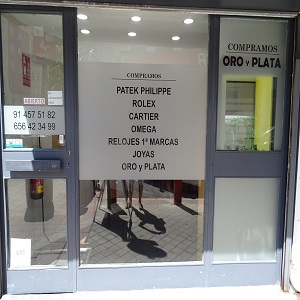 COMPRAMOS
ORO y PLATA
COMPRAMOS
PATEK PHILIPPE
ROLEX
CARTIER
OMEGA
RELOJES 1ª MARCAS
JOYAS
ORO y PLATA
ABIERTO
91 457 51 82
656 42 34 99